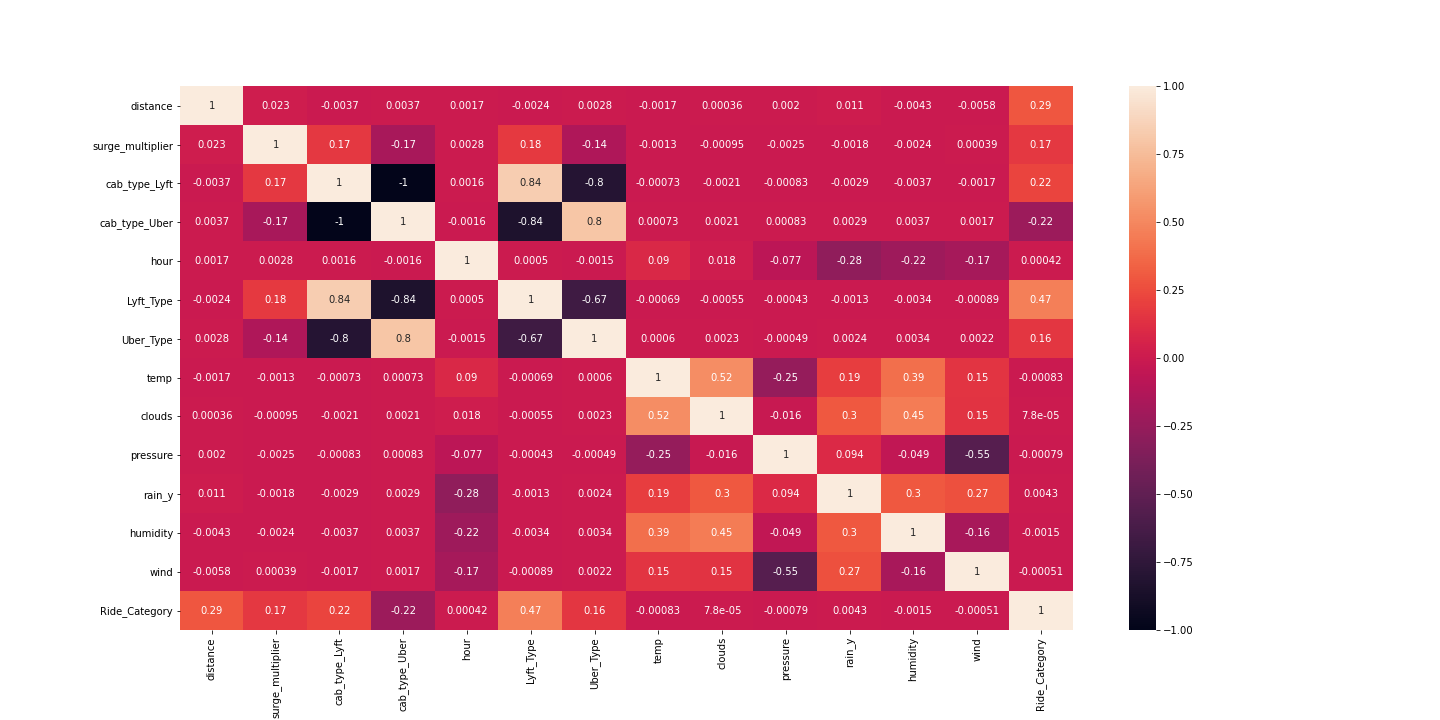 distance 1 0.023 -0.0037 0.0037 0.0017 -0.0024 0.0028 -0.0017 0.00036 0.002 0.011 -0.0043 -0.0058 0.29
surge_multiplier 0.023 1 0.17 -0.17 0.0028 0.18 -0.14 -0.0013 -0.00095 -0.0025 -0.0018 -0.0024 0.00039 0.17
cab_type_Lyft -0.0037 0.17 1 -1 0.0016 0.84 -0.8 -0.00073 -0.0021 -0.00083 -0.0029 -0.0037 -0.0017 0.22
cab_type_Uber 0.0037 -0.17 -1 1 -0.0016 -0.84 0.8 0.00073 0.0021 0.00083 0.0029 0.0037 0.0017 -0.22
hour 0.0017 0.0028 0.0016 -0.0016 1 0.0005 -0.0015 0.09 0.018 -0.077 -0.28 -0.22 -0.17 0.00042
Lyft_Type -0.0024 0.18 0.84 -0.84 0.0005 1 -0.67 -0.00069 -0.00055 -0.00043 -0.0013 -0.0034 -0.00089 0.47
Uber_Type 0.0028 -0.14 -0.8 0.8 -0.0015 -0.67 1 0.0006 0.0023 -0.00049 0.0024 0.0034 0.0022 0.16
temp -0.0017 -0.0013 -0.00073 0.00073 0.09 -0.00069 0.0006 1 0.52 -0.25 0.19 0.39 0.15 -0.00083
clouds 0.00036 -0.00095 -0.0021 0.0021 0.018 -0.00055 0.0023 0.52 1 -0.016 0.3 0.45 0.15 7.8e-05
pressure 0.002 -0.0025 -0.00083 0.00083 -0.077 -0.00043 -0.00049 -0.25 -0.016 1 0.094 -0.049 -0.55 -0.00079
rain_y 0.011 -0.0018 -0.0029 0.0029 -0.28 -0.0013 0.0024 0.19 0.3 0.094 1 0.3 0.27 0.0043
humidity -0.0043 -0.0024 -0.0037 0.0037 -0.22 -0.0034 0.0034 0.39 0.45 -0.049 0.3 1 -0.16 -0.0015
wind -0.0058 0.00039 -0.0017 0.0017 -0.17 -0.00089 0.0022 0.15 0.15 -0.55 0.27 -0.16 1 -0.00051
Ride_Category 0.29 0.17 0.22 -0.22 0.00042 0.47 0.16 -0.00083 7.8e-05 -0.00079 0.0043 -0.0015 -0.00051 1
distance surge_multiplier cab_type_Lyft cab_type_Uber hour Lyft_Type Uber_Type temp clouds pressure rain_y humidity wind Ride_Category
1.00
0.75
0.50
0.25
0.00
−0.25
−0.50
−0.75
−1.00